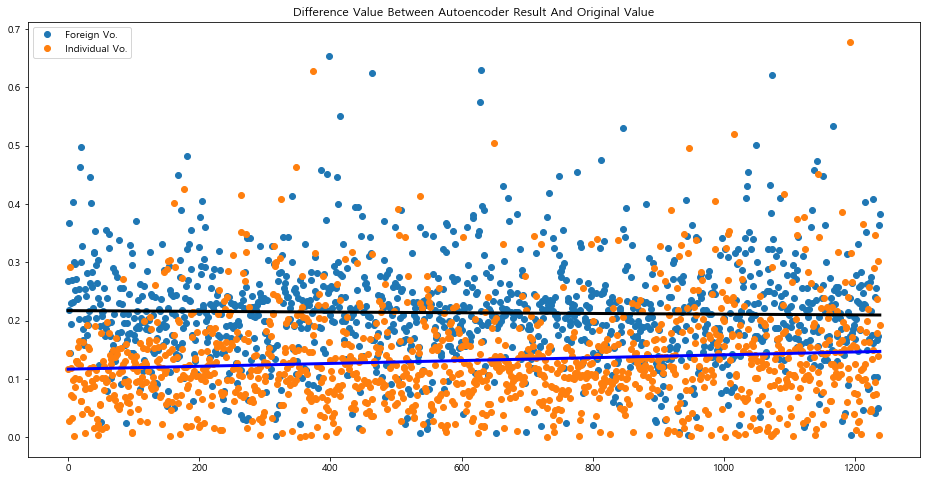 Difference Value Between Autoencoder Result And Original Value
0.7
Foreign Vo.
Individual Vo.
0.6
0.5
0.4
0.3
0.2
0.1
0.0
0 200 400 600 800 1000 1200